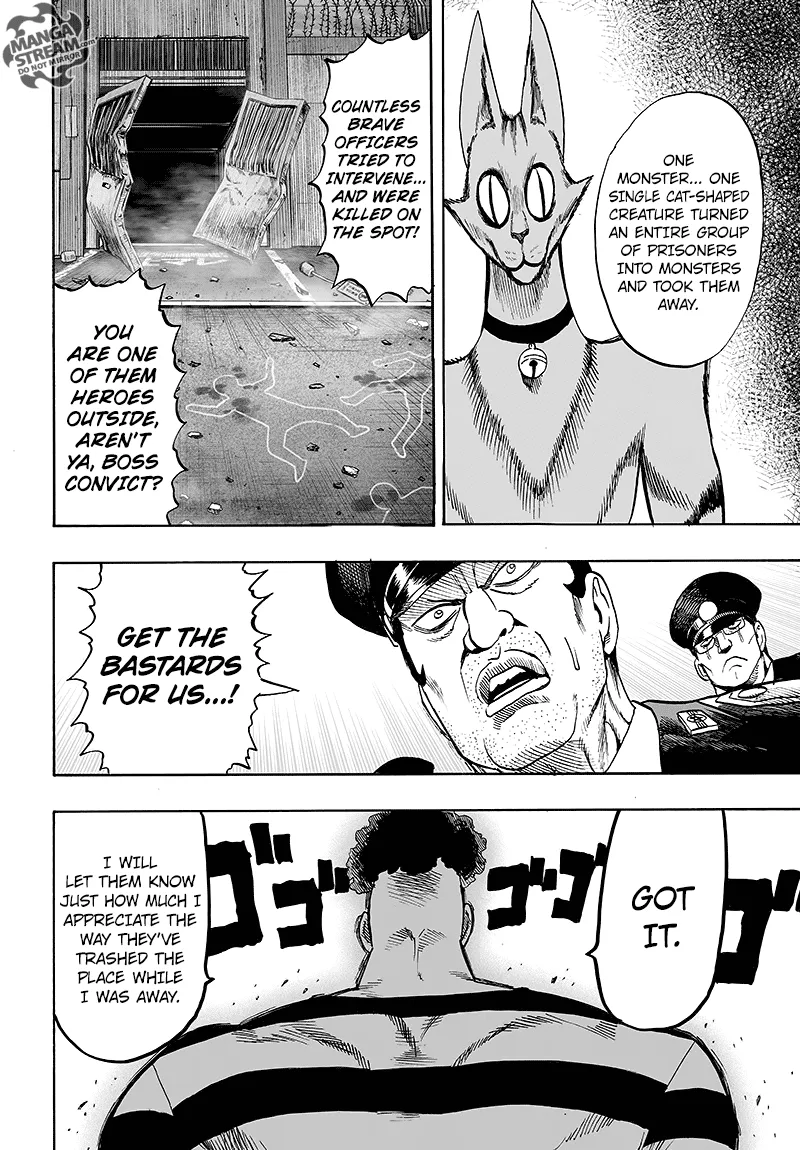 ONE
MONSTER... ONE
SINGLE CAT-SHAPED
CREATURE TURNED
AN ENTIRE GROUP
OF PRISONERS
INTO MONSTERS
AND TOOK THEM
AWAY.
MANGA
STREAM
DO NOT MIRROR
COUNTLESS
BRAVE
OFFICERS
TRIED TO
INTERVENE...
AND WERE
KILLED ON
THE SPOT!
YOU
ARE ONE
OF THEM
HEROES
OUTSIDE,
AREN'T
YA, BOSS
CONVICT?
GET THE
BASTARDS
FOR US...!
GOT
IT.
ゴゴゴ
ゴゴゴ
I WILL
LET THEM KNOW
JUST HOW MUCH I
APPRECIATE THE
WAY THEY'VE
TRASHED THE
PLACE WHILE
I WAS AWAY.